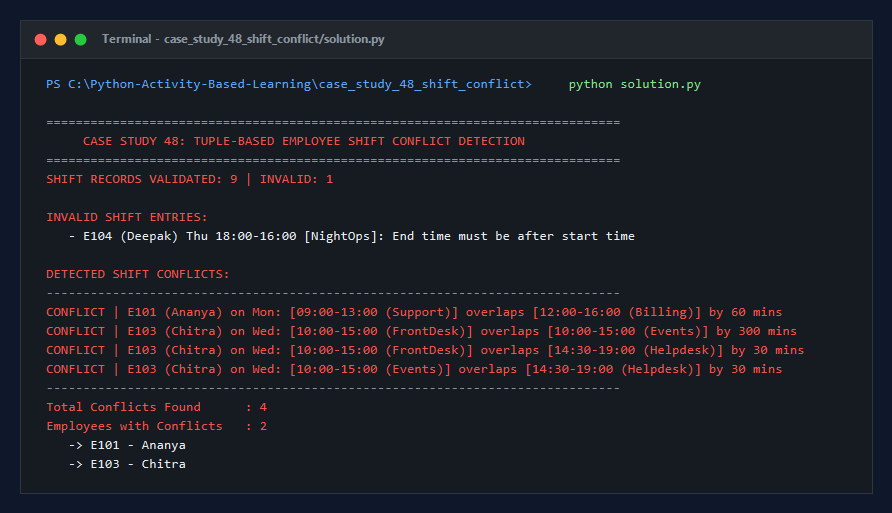 Terminal - case_study_48_shift_conflict/solution.py
PS C:\Python-Activity-Based-Learning\case_study_48_shift_conflict> python solution.py
==============================================================================
CASE STUDY 48: TUPLE-BASED EMPLOYEE SHIFT CONFLICT DETECTION
==============================================================================
SHIFT RECORDS VALIDATED: 9 | INVALID: 1
INVALID SHIFT ENTRIES:
- E104 (Deepak) Thu 18:00-16:00 [NightOps]: End time must be after start time
DETECTED SHIFT CONFLICTS:
------------------------------------------------------------------------------
CONFLICT | E101 (Ananya) on Mon: [09:00-13:00 (Support)] overlaps [12:00-16:00 (Billing)] by 60 mins
CONFLICT | E103 (Chitra) on Wed: [10:00-15:00 (FrontDesk)] overlaps [10:00-15:00 (Events)] by 300 mins
CONFLICT | E103 (Chitra) on Wed: [10:00-15:00 (FrontDesk)] overlaps [14:30-19:00 (Helpdesk)] by 30 mins
CONFLICT | E103 (Chitra) on Wed: [10:00-15:00 (Events)] overlaps [14:30-19:00 (Helpdesk)] by 30 mins
------------------------------------------------------------------------------
Total Conflicts Found : 4
Employees with Conflicts : 2
-> E101 - Ananya
-> E103 - Chitra